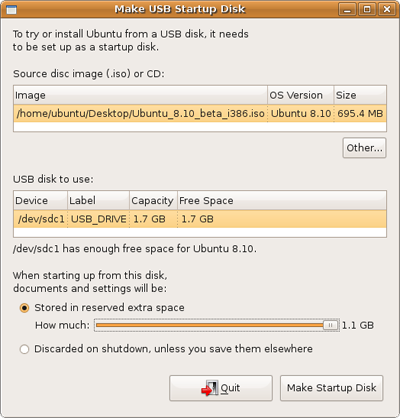 Make USB Startup Disk
To try or install Ubuntu from a USB disk, it needs
to be set up as a startup disk.
Source disc image (.iso) or CD:
Image OS Version Size
/home/ubuntu/Desktop/Ubuntu_8.10_beta_i386.iso Ubuntu 8.10 695.4 MB
Other...
USB disk to use:
Device Label Capacity Free Space
/dev/sdc1 USB_DRIVE 1.7 GB 1.7 GB
/dev/sdc1 has enough free space for Ubuntu 8.10.
When starting up from this disk,
documents and settings will be:
Stored in reserved extra space
How much: 1.1 GB
Discarded on shutdown, unless you save them elsewhere
Quit Make Startup Disk